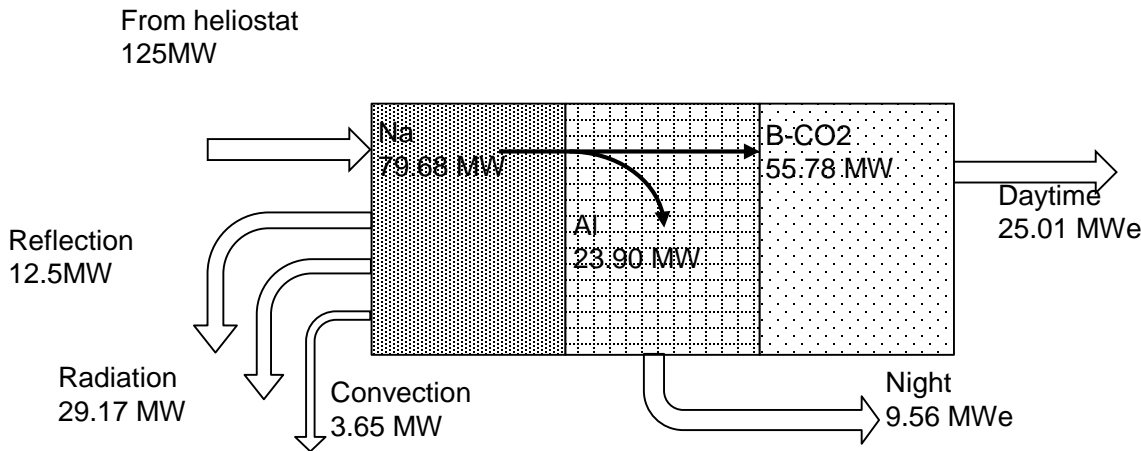 From heliostat
125MW
Na
79.68 MW
B-CO2
55.78 MW
Daytime
25.01 MWe
Al
23.90 MW
Reflection
12.5MW
Radiation
29.17 MW
Convection
3.65 MW
Night
9.56 MWe